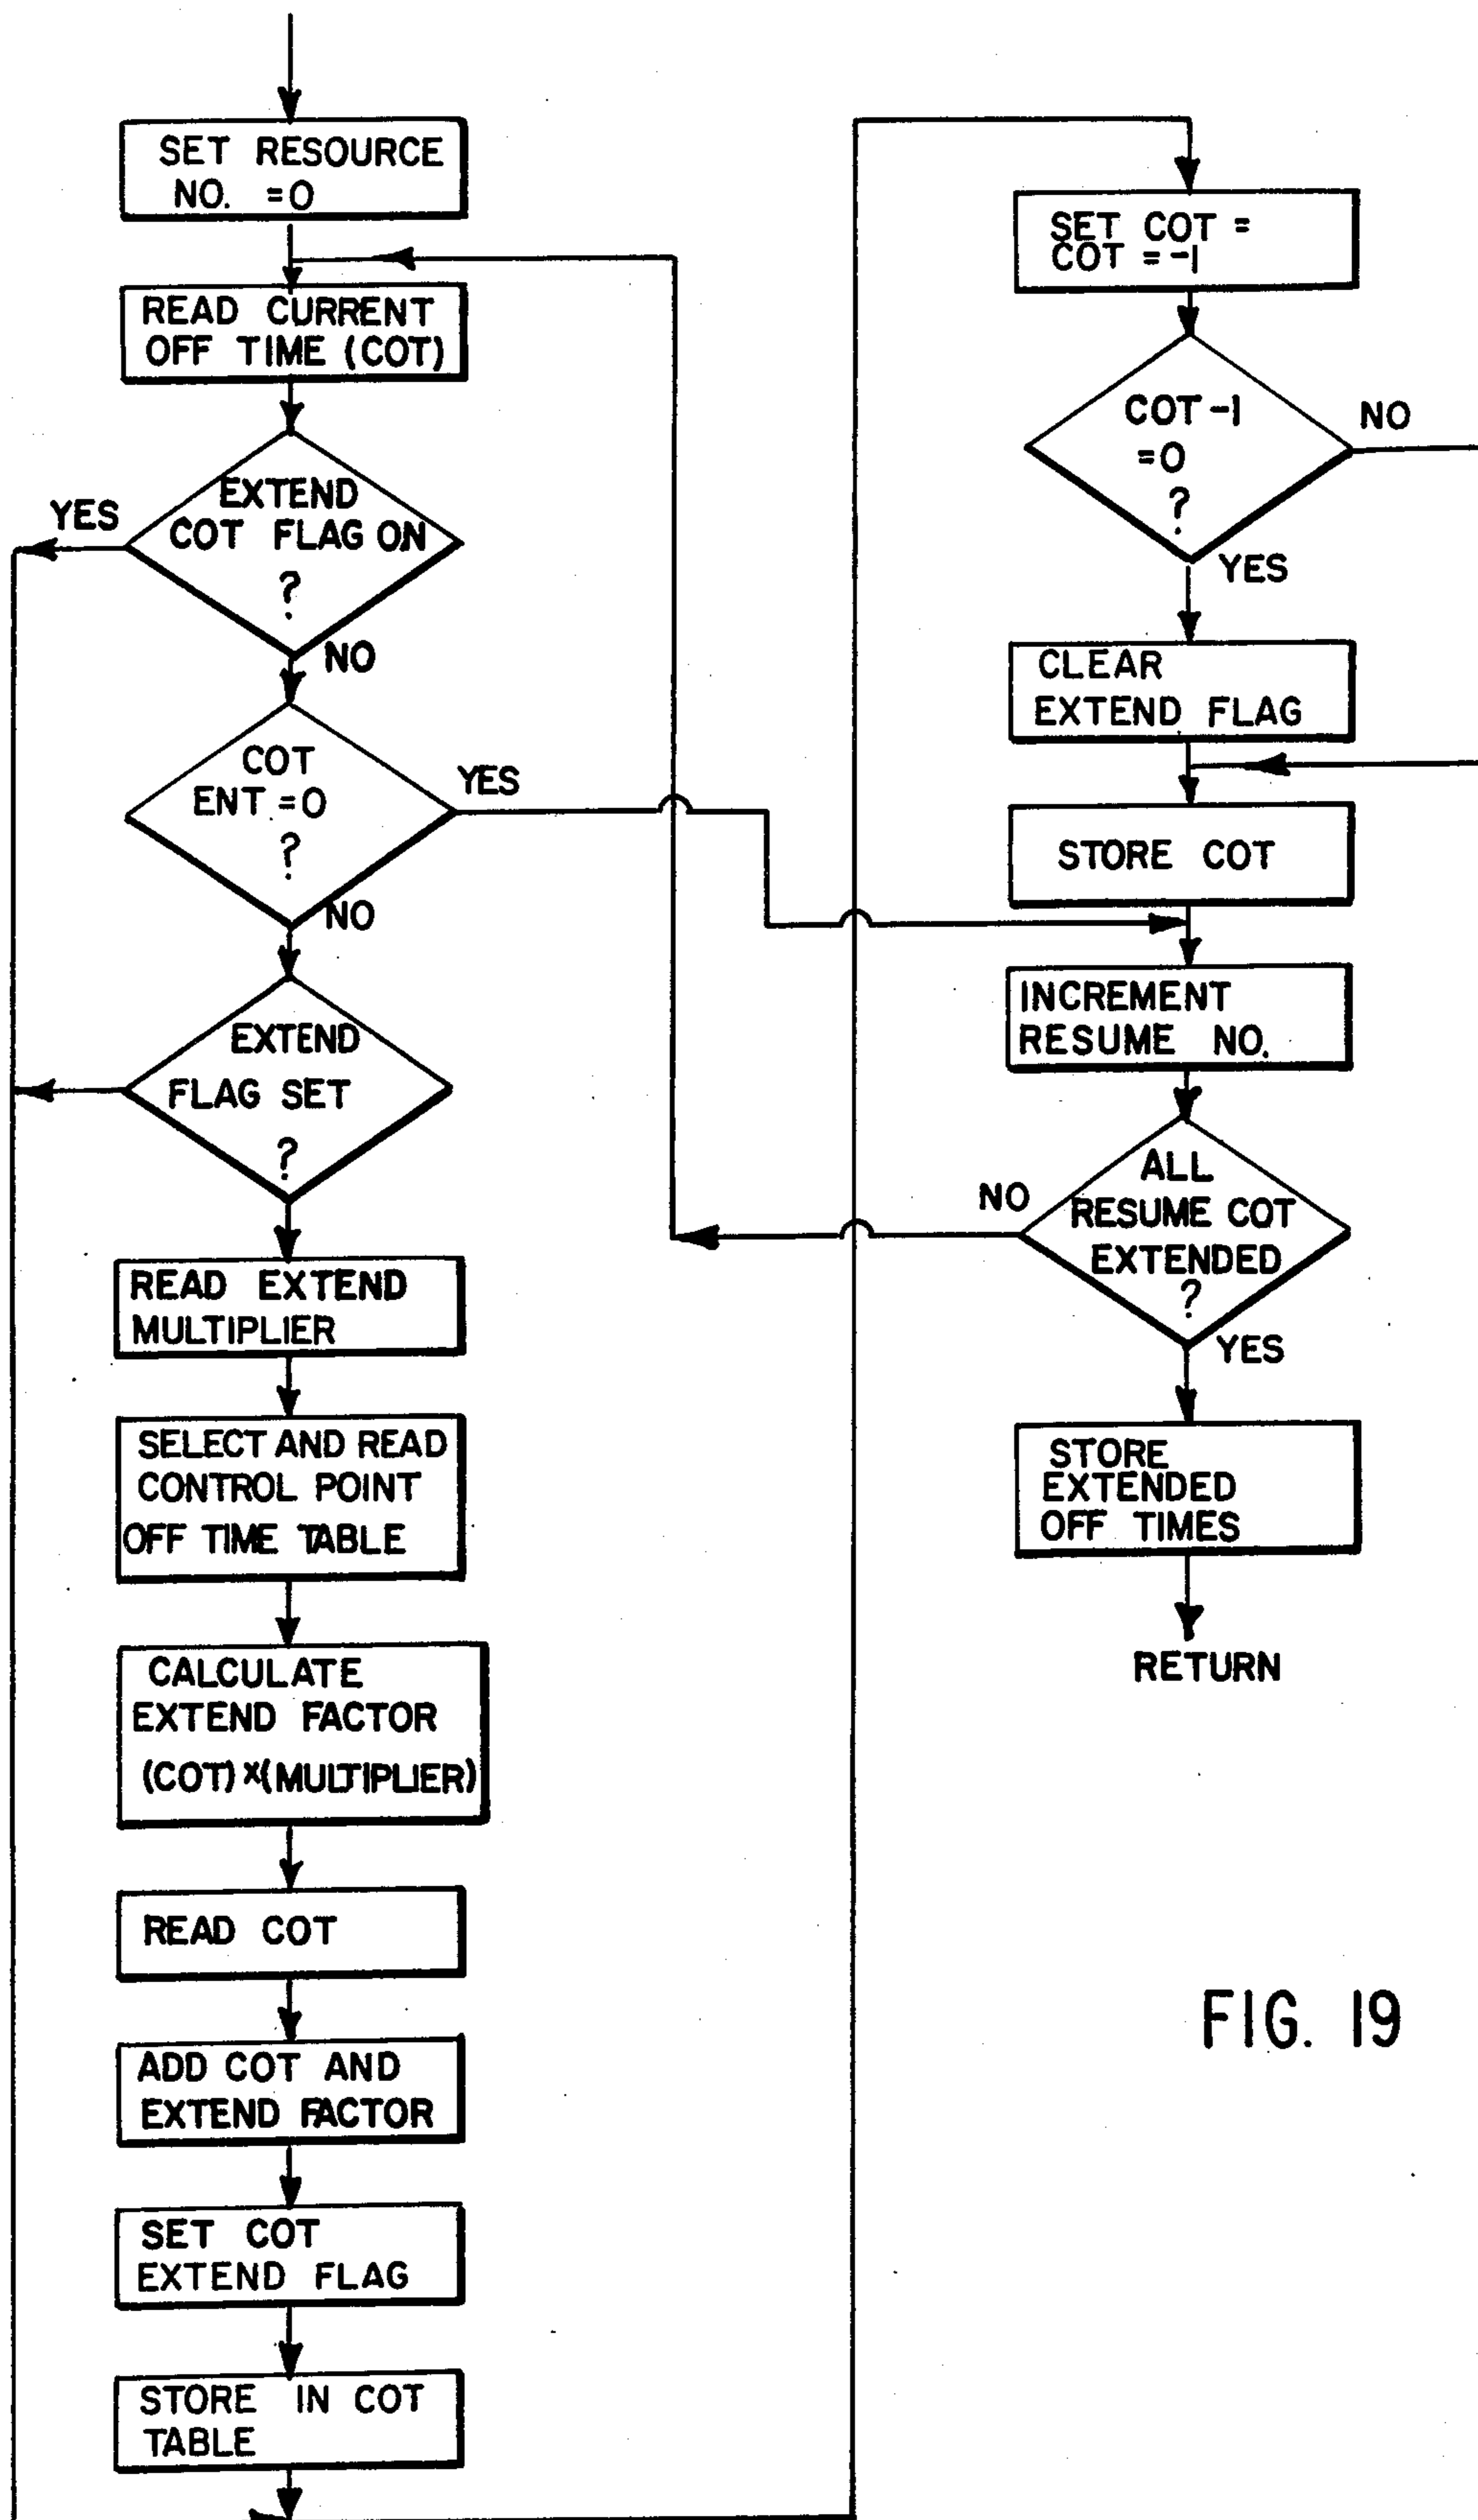 SET RESOURCE
NO. =0
READ CURRENT
OFF TIME (COT)
EXTEND
COT FLAG ON
?
YES
NO
COT
ENT =0
?
YES
NO
EXTEND
FLAG SET
?
READ EXTEND
MULTIPLIER
SELECT AND READ
CONTROL POINT
OFF TIME TABLE
CALCULATE
EXTEND FACTOR
(COT) x (MULTIPLIER)
READ COT
ADD COT AND
EXTEND FACTOR
SET COT
EXTEND FLAG
STORE IN COT
TABLE
SET COT =
COT =-1
COT -1
=0
?
NO
YES
CLEAR
EXTEND FLAG
STORE COT
INCREMENT
RESUME NO.
ALL
RESUME COT
EXTENDED
?
NO
YES
STORE
EXTENDED
OFF TIMES
RETURN
FIG. 19